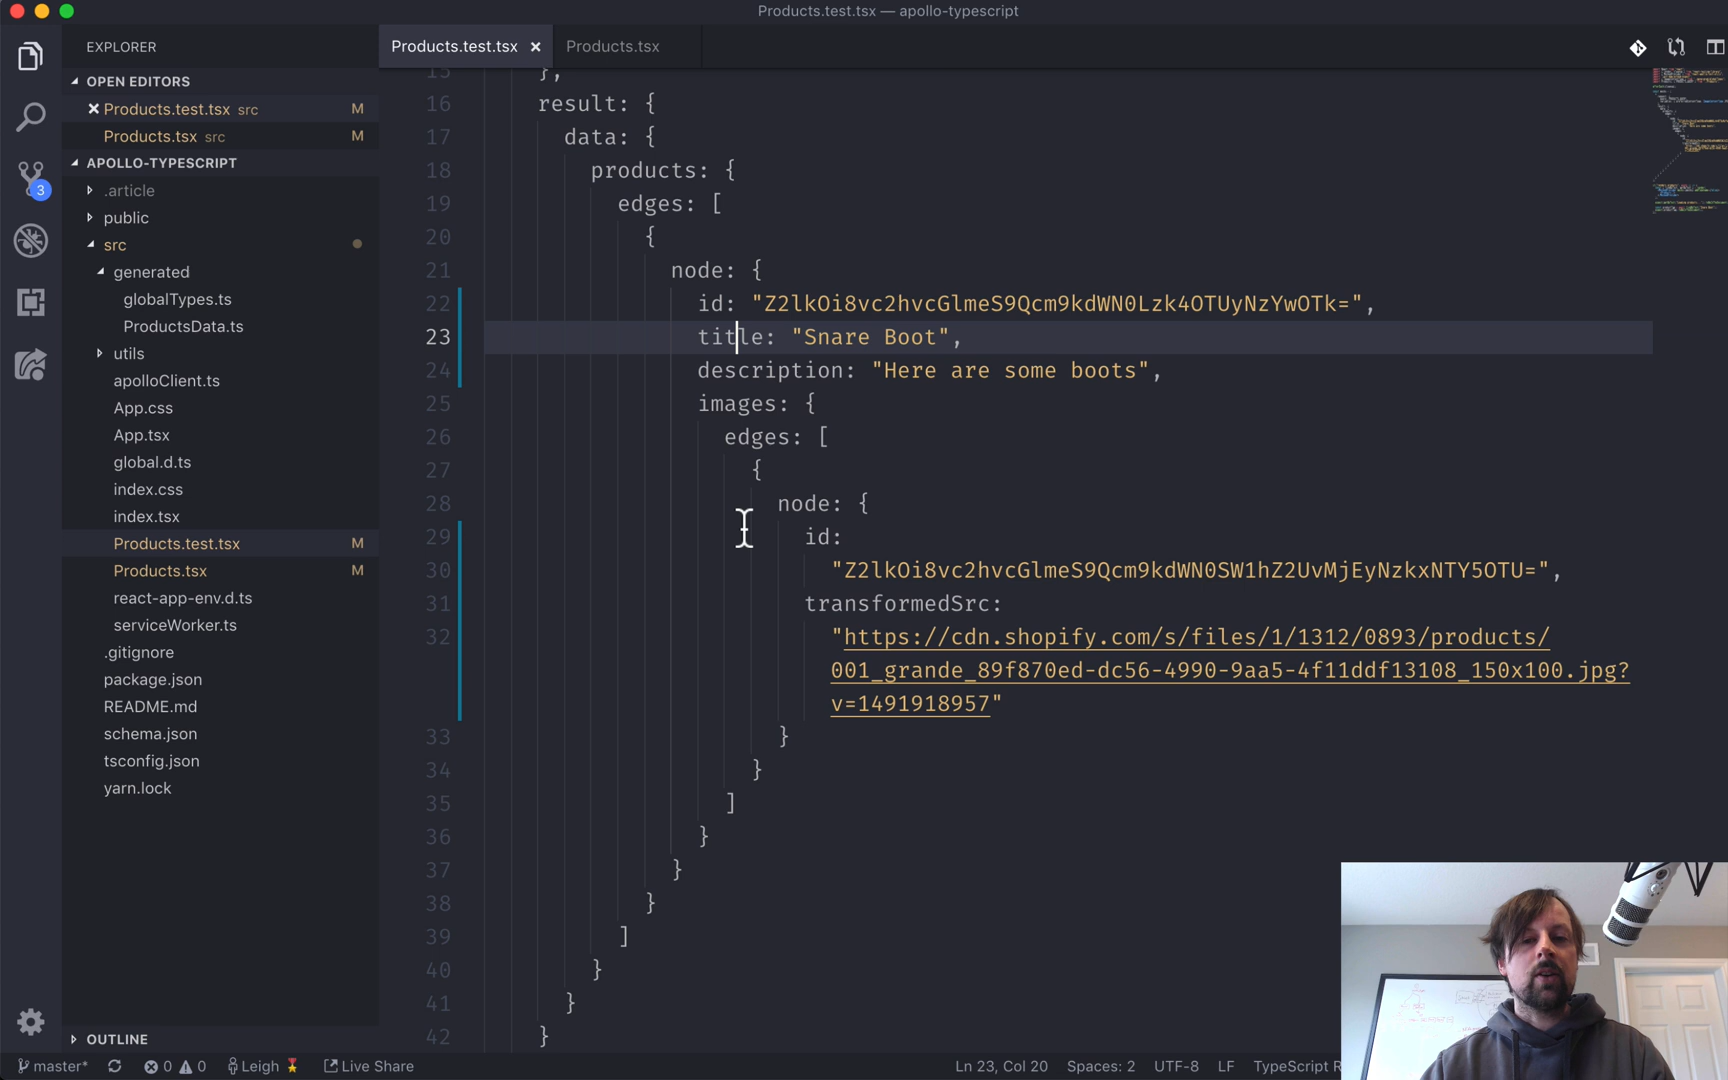 Products.test.tsx — apollo-typescript
EXPLORER
OPEN EDITORS
Products.test.tsx src M
Products.tsx src M
APOLLO-TYPESCRIPT
.article
public
src
generated
globalTypes.ts
ProductsData.ts
utils
apolloClient.ts
App.css
App.tsx
global.d.ts
index.css
index.tsx
Products.test.tsx M
Products.tsx M
react-app-env.d.ts
serviceWorker.ts
.gitignore
package.json
README.md
schema.json
tsconfig.json
yarn.lock
OUTLINE
3
Products.test.tsx Products.tsx
15 },
16 result: {
17 data: {
18 products: {
19 edges: [
20 {
21 node: {
22 id: "Z2lkOi8vc2hvcGlmeS9Qcm9kdWN0Lzk4OTUyNzYwOTk=",
23 title: "Snare Boot",
24 description: "Here are some boots",
25 images: {
26 edges: [
27 {
28 node: {
29 id:
30 "Z2lkOi8vc2hvcGlmeS9Qcm9kdWN0SW1hZ2UvMjEyNzkxNTY5OTU=",
31 transformedSrc:
32 "https://cdn.shopify.com/s/files/1/1312/0893/products/
001_grande_89f870ed-dc56-4990-9aa5-4f11ddf13108_150x100.jpg?
v=1491918957"
33 }
34 }
35 ]
36 }
37 }
38 }
39 ]
40 }
41 }
42 }
master* 0 0 Leigh Live Share Ln 23, Col 20 Spaces: 2 UTF-8 LF TypeScript R